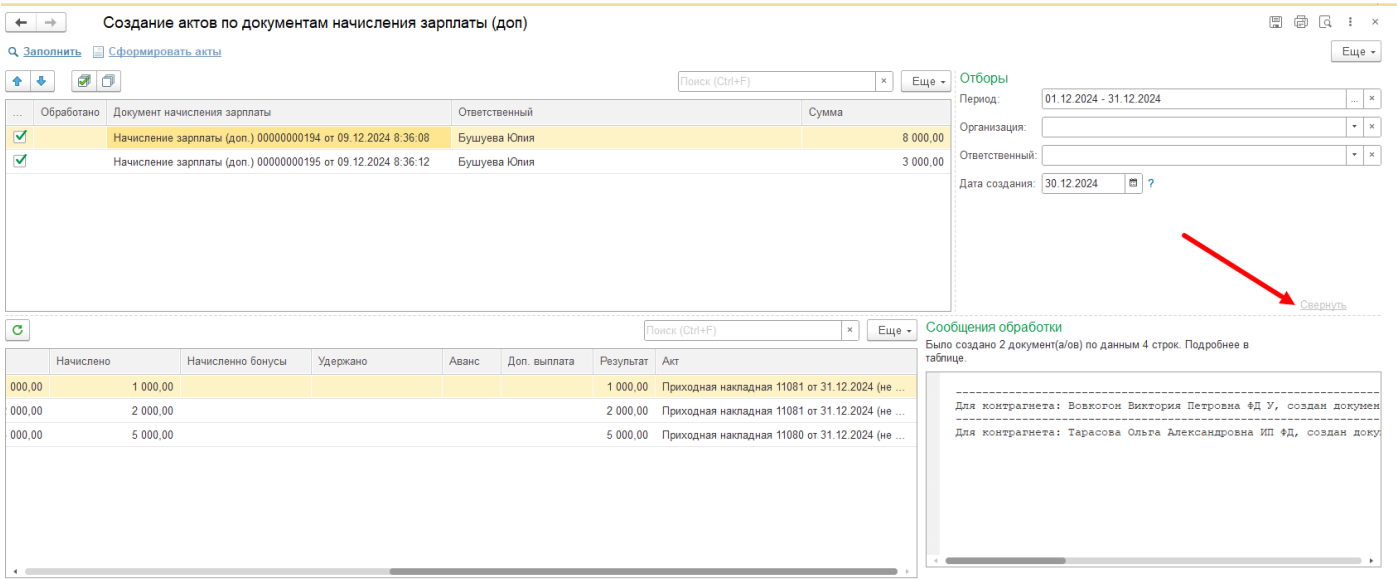 Создание актов по документам начисления зарплаты (доп)
Заполнить Сформировать акты
Еще
Поиск (Ctrl+F) × Еще
... Обработано Документ начисления зарплаты Ответственный Сумма
Начисление зарплаты (доп.) 00000000194 от 09.12.2024 8:36:08 Бушуева Юлия 8 000,00
Начисление зарплаты (доп.) 00000000195 от 09.12.2024 8:36:12 Бушуева Юлия 3 000,00
Отборы
Период: 01.12.2024 - 31.12.2024 ... ×
Организация: ×
Ответственный: ×
Дата создания: 30.12.2024 ?
Свернуть
Поиск (Ctrl+F) × Еще
Начислено Начисленно бонусы Удержано Аванс Доп. выплата Результат Акт
000,00 1 000,00 1 000,00 Приходная накладная 11081 от 31.12.2024 (не ...
000,00 2 000,00 2 000,00 Приходная накладная 11081 от 31.12.2024 (не ...
000,00 5 000,00 5 000,00 Приходная накладная 11080 от 31.12.2024 (не ...
Сообщения обработки
Было создано 2 документ(а/ов) по данным 4 строк. Подробнее в
таблице.
Для контрагнета: Вовкогон Виктория Петровна ФД У, создан докумен
Для контрагнета: Тарасова Ольга Александровна ИП ФД, создан доку